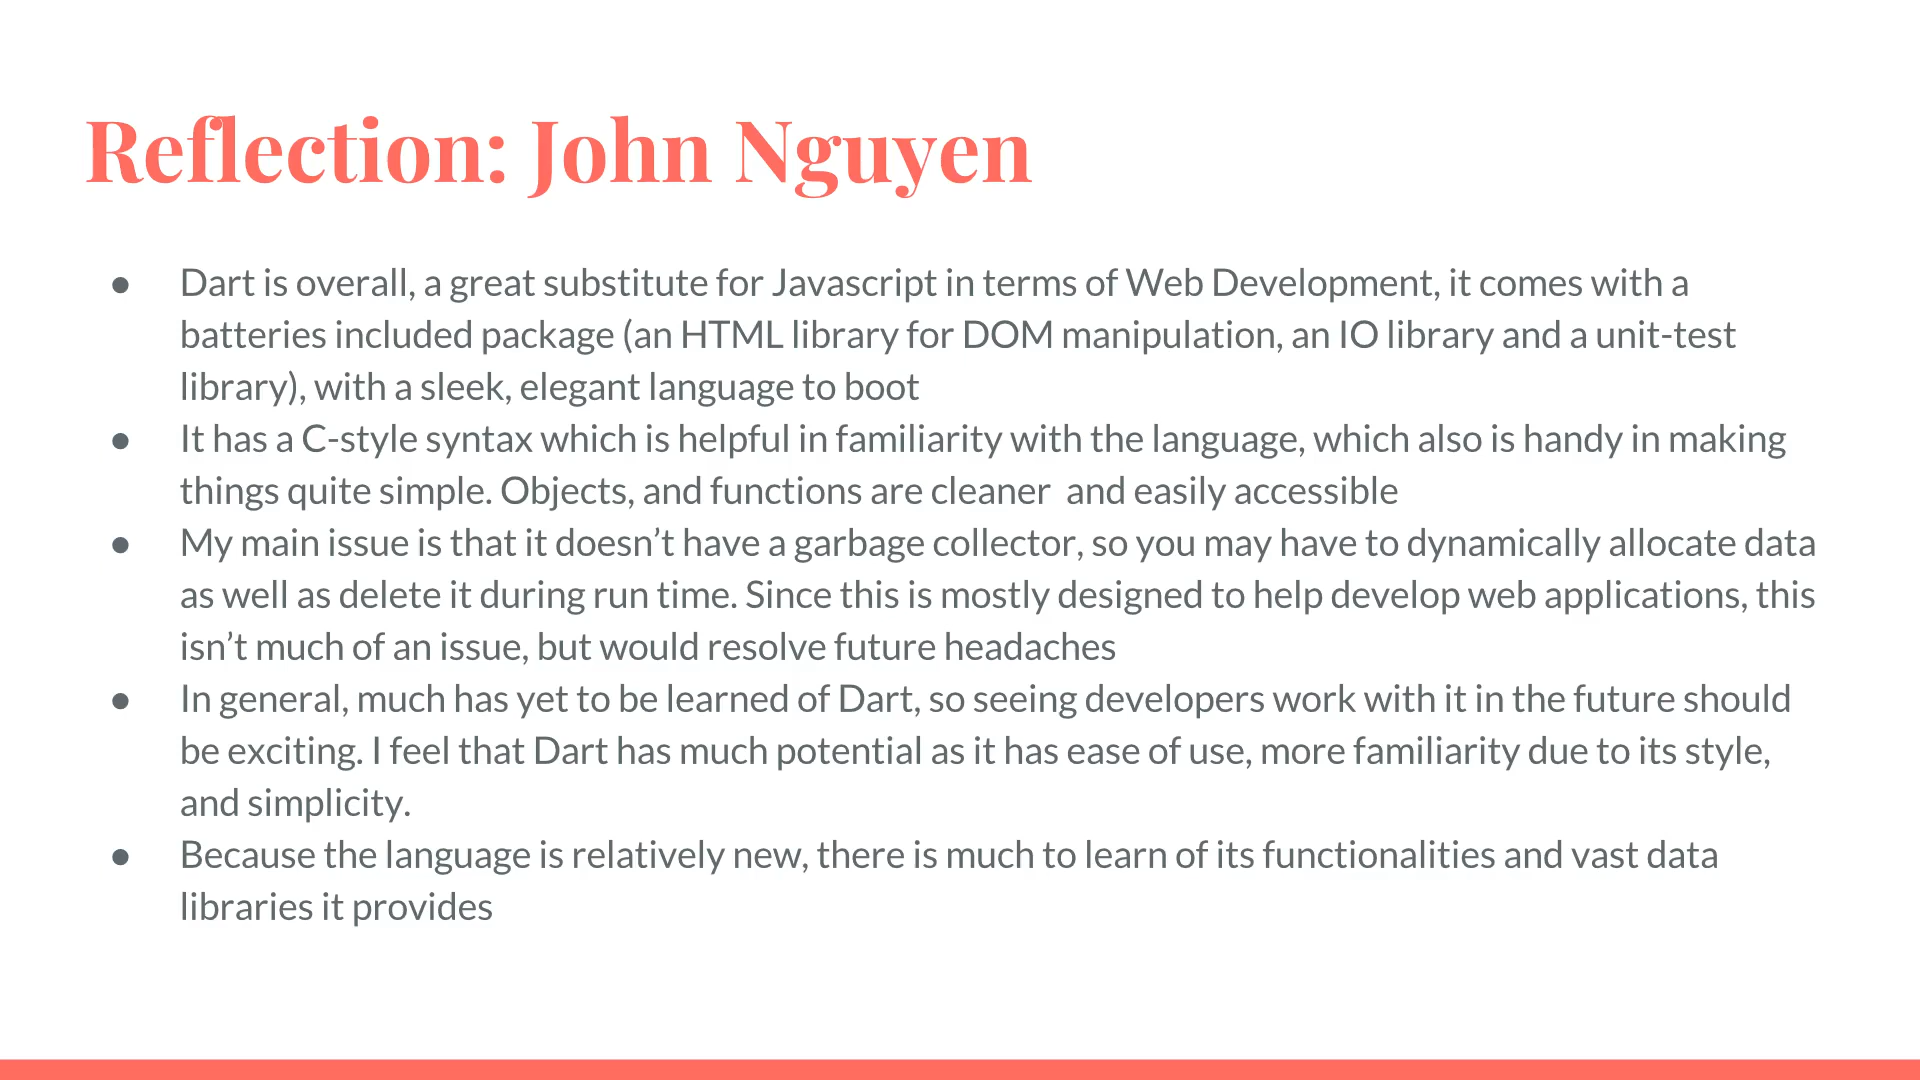 Reflection: John Nguyen
● Dart is overall, a great substitute for Javascript in terms of Web Development, it comes with a
batteries included package (an HTML library for DOM manipulation, an IO library and a unit-test
library), with a sleek, elegant language to boot
● It has a C-style syntax which is helpful in familiarity with the language, which also is handy in making
things quite simple. Objects, and functions are cleaner  and easily accessible
● My main issue is that it doesn’t have a garbage collector, so you may have to dynamically allocate data
as well as delete it during run time. Since this is mostly designed to help develop web applications, this
isn’t much of an issue, but would resolve future headaches
● In general, much has yet to be learned of Dart, so seeing developers work with it in the future should
be exciting. I feel that Dart has much potential as it has ease of use, more familiarity due to its style,
and simplicity.
● Because the language is relatively new, there is much to learn of its functionalities and vast data
libraries it provides